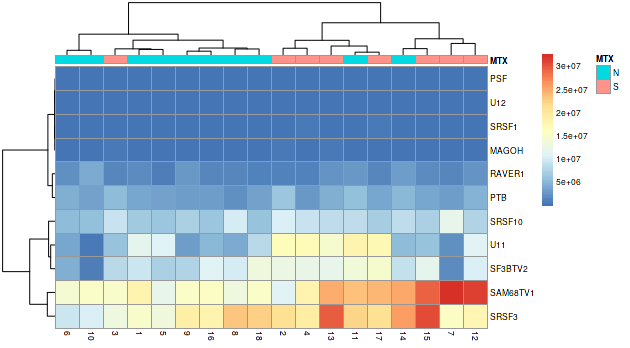 MTX
PSF
U12
SRSF1
MAGOH
RAVER1
PTB
SRSF10
U11
SF3BTV2
SAM68TV1
SRSF3
6 10 3 1 5 9 16 8 18 2 4 13 11 17 14 15 7 12
3e+07
2.5e+07
2e+07
1.5e+07
1e+07
5e+06
MTX
N
S